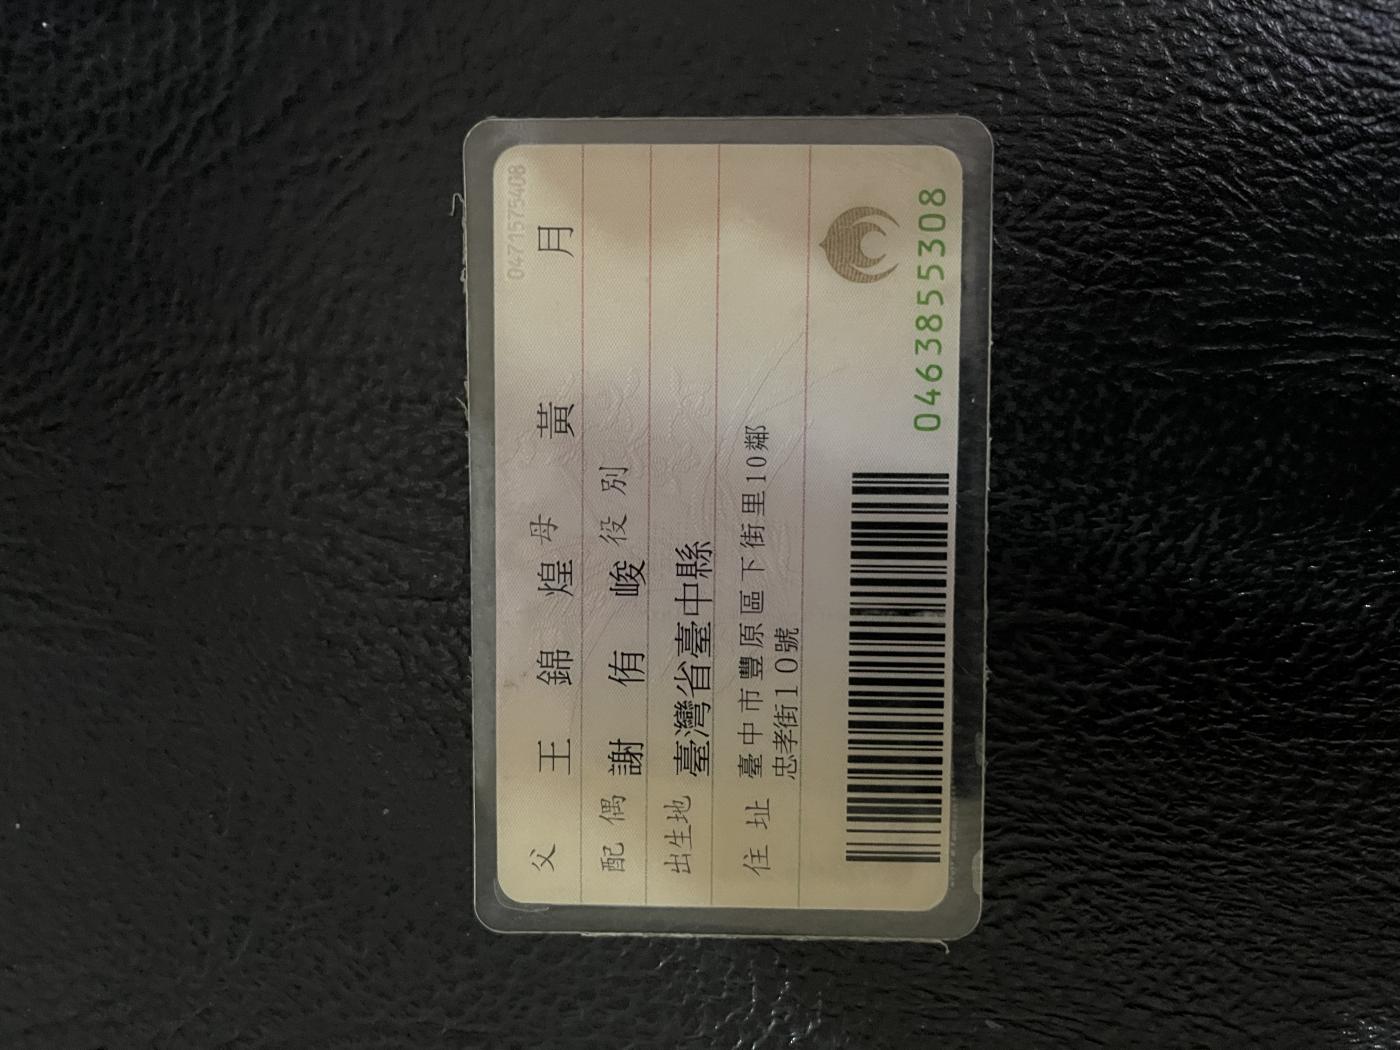 0471575408
父 王錦煌 母 黃月
配偶 謝侑峻 役別
出生地 臺灣省臺中縣
住址 臺中市豐原區下街里10鄰
忠孝街10號
0463855308